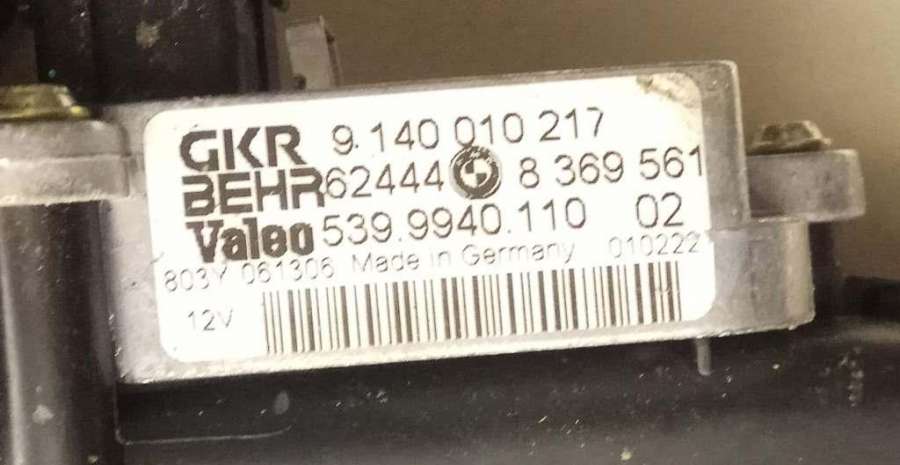 GKR 9.140 010 217
BEHR 62444 8 369 561
Valeo 539.9940.110 02
803Y 061306 Made in Germany 010222
12V